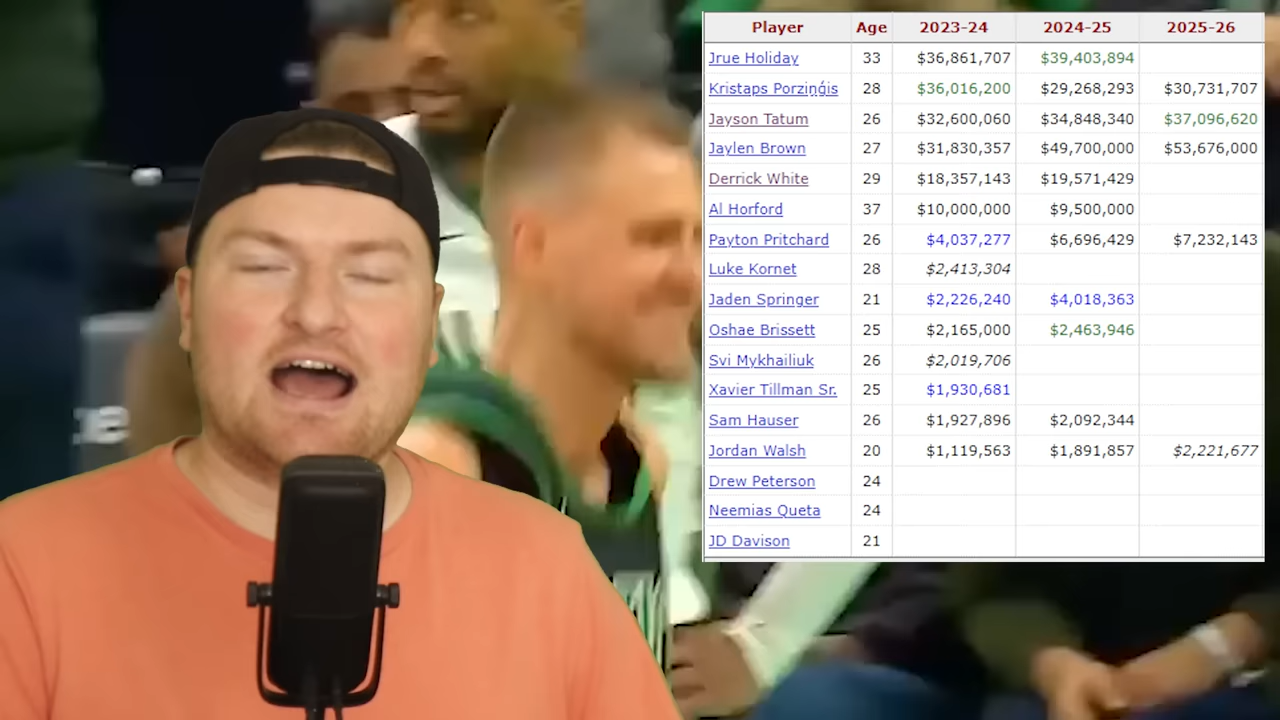 Player Age 2023-24 2024-25 2025-26
Jrue Holiday 33 $36,861,707 $39,403,894
Kristaps Porziņģis 28 $36,016,200 $29,268,293 $30,731,707
Jayson Tatum 26 $32,600,060 $34,848,340 $37,096,620
Jaylen Brown 27 $31,830,357 $49,700,000 $53,676,000
Derrick White 29 $18,357,143 $19,571,429
Al Horford 37 $10,000,000 $9,500,000
Payton Pritchard 26 $4,037,277 $6,696,429 $7,232,143
Luke Kornet 28 $2,413,304
Jaden Springer 21 $2,226,240 $4,018,363
Oshae Brissett 25 $2,165,000 $2,463,946
Svi Mykhailiuk 26 $2,019,706
Xavier Tillman Sr. 25 $1,930,681
Sam Hauser 26 $1,927,896 $2,092,344
Jordan Walsh 20 $1,119,563 $1,891,857 $2,221,677
Drew Peterson 24
Neemias Queta 24
JD Davison 21